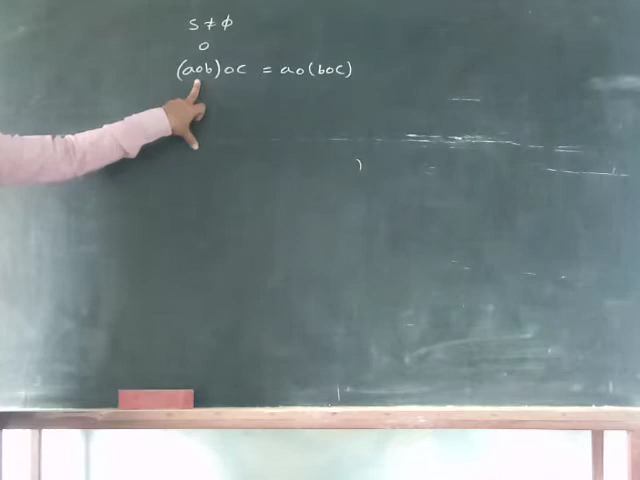 S ≠ ϕ
o
(aob)oc = ao(boc)